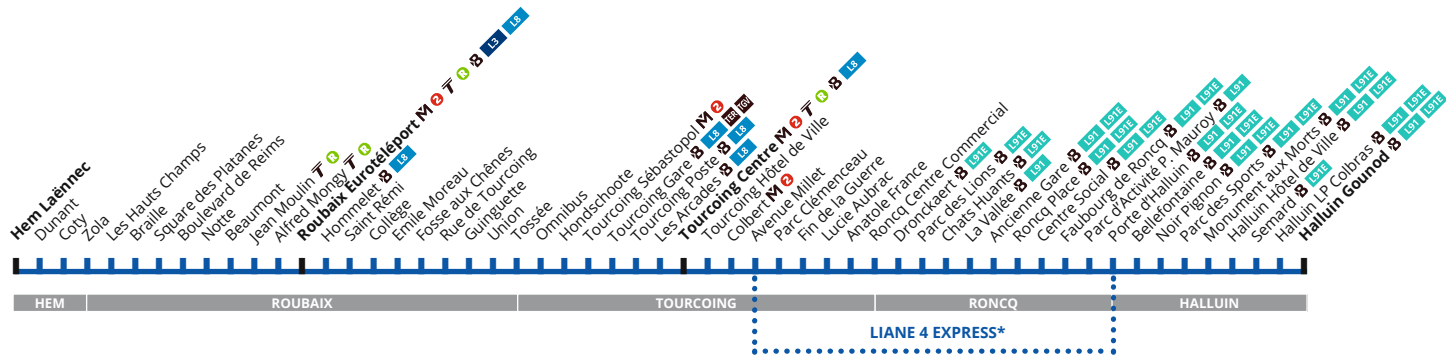 Hem Laënnec
Dunant
Coty
Zola
Les Hauts Champs
Braille
Square des Platanes
Boulevard de Reims
Notte
Beaumont
Jean Moulin T R
Alfred Mongy T R
Roubaix Eurotéléport M 2 T R B L3 L8
Hommelet B L8
Saint Rémi
Collège
Emile Moreau
Fosse aux Chênes
Rue de Tourcoing
Guinguette
Union
Tossée
Omnibus
Hondschoote
Tourcoing Sébastopol M 2
Tourcoing Gare B L8 TER TGV
Tourcoing Poste B L8
Les Arcades B L8
Tourcoing Centre M 2 T R B L8
Tourcoing Hôtel de Ville
Colbert M 2
Avenue Millet
Parc Clémenceau
Fin de la Guerre
Lucie Aubrac
Anatole France
Roncq Centre Commercial
Dronckaert B L91E
Parc des Lions B L91E
Chats Huants B L91E
La Vallée B L91
Ancienne Gare B L91 L91E
Roncq Place B L91 L91E
Centre Social B L91 L91E
Faubourg de Roncq B L91 L91E
Parc d'Activité P. Mauroy B L91
Porte d'Halluin B L91 L91E
Bellefontaine B L91 L91E
Noir Pignon B L91 L91E
Parc des Sports B L91 L91E
Monument aux Morts B L91 L91E
Halluin Hôtel de Ville B L91 L91E
Semard B L91E
Halluin LP Colbras B L91E L91E
Halluin Gounod B L91 L91E
HEM
ROUBAIX
TOURCOING
RONCQ
HALLUIN
LIANE 4 EXPRESS*